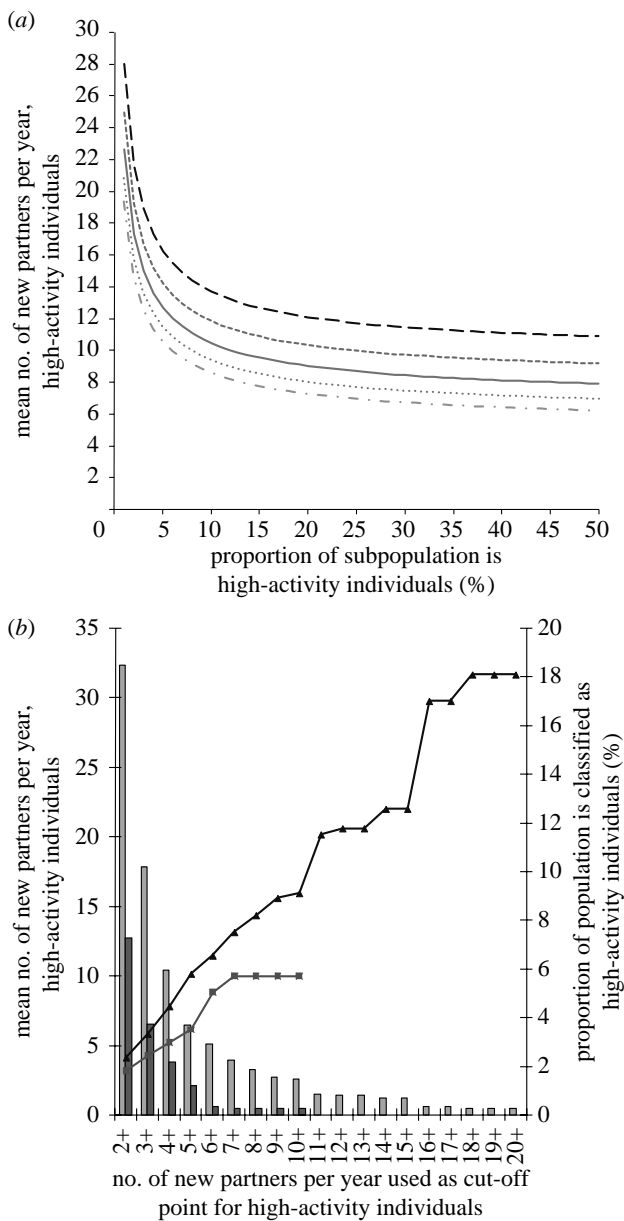 (a)
30
28
26
24
22
20
18
16
14
12
10
8
6
4
2
mean no. of new partners per year,
high-activity individuals
0 5 10 15 20 25 30 35 40 45 50
proportion of subpopulation is
high-activity individuals (%)
(b)
35
30
25
20
15
10
5
0
mean no. of new partners per year,
high-activity individuals
20
18
16
14
12
10
8
6
4
2
0
proportion of population is classified as
high-activity individuals (%)
2+ 3+ 4+ 5+ 6+ 7+ 8+ 9+ 10+ 11+ 12+ 13+ 14+ 15+ 16+ 17+ 18+ 19+ 20+
no. of new partners per year used as cut-off
point for high-activity individuals